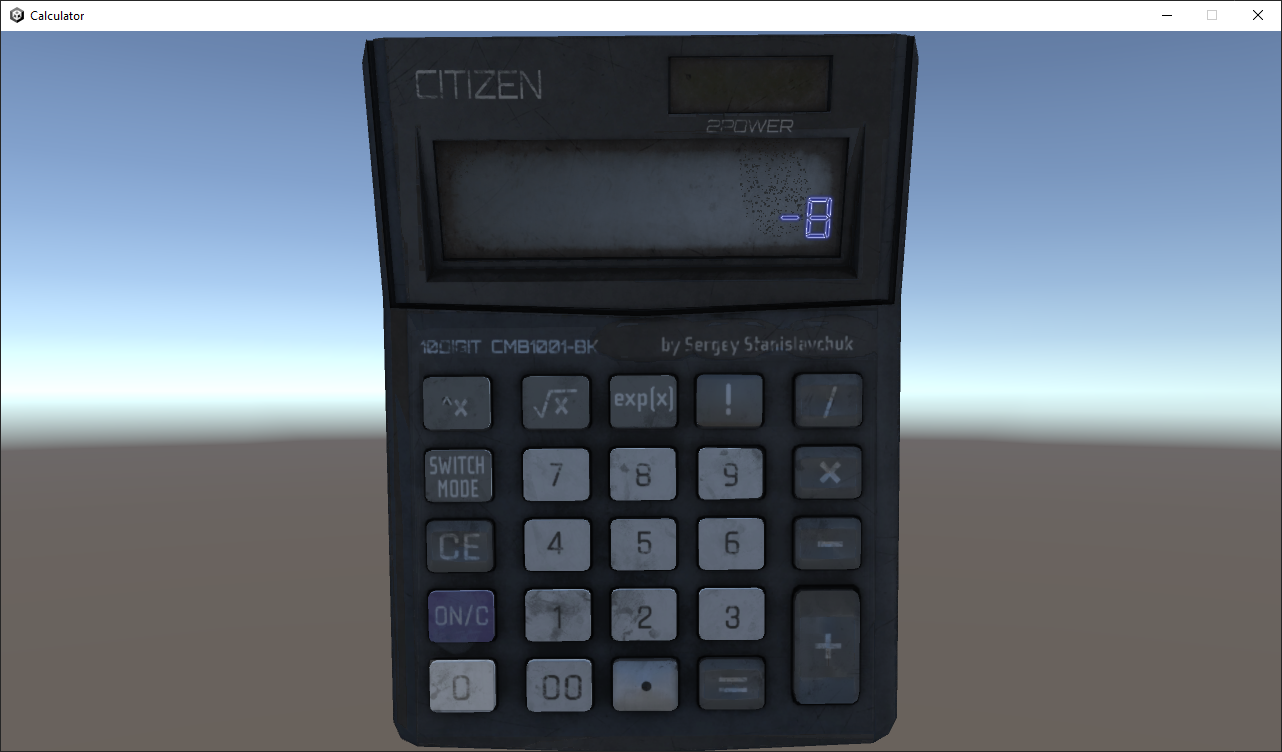 Calculator
CITIZEN
2POWER
-8
10DIGIT CMB1001-BK by Sergey Stanislavchuk
^x √x exp(x) ! /
SWITCH MODE 7 8 9 ×
CE 4 5 6 −
ON/C 1 2 3 +
0 00 • =